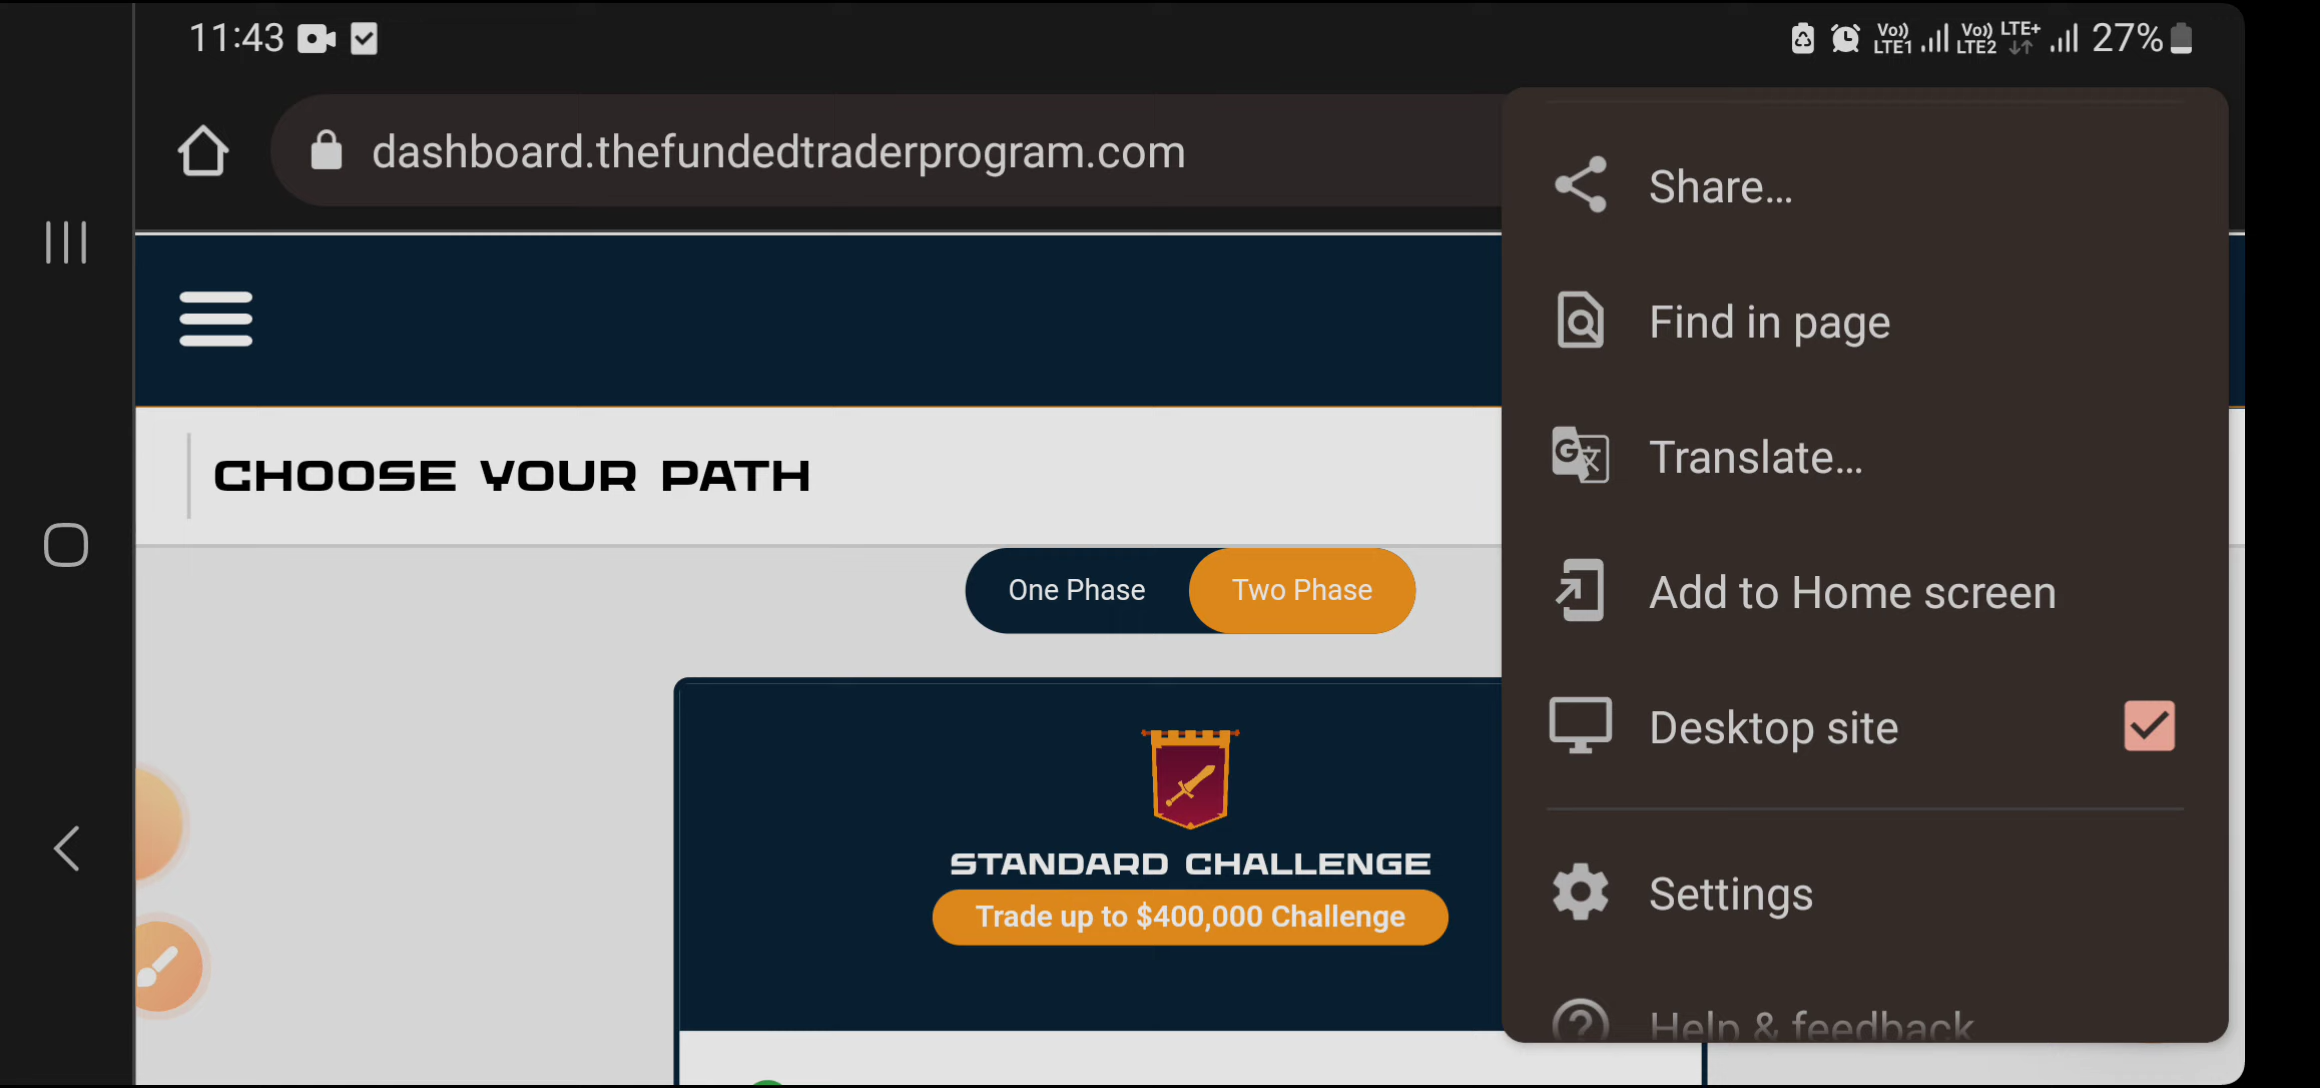 11:43
Vo)) LTE1 Vo)) LTE2 LTE+ 27%
dashboard.thefundedtraderprogram.com
CHOOSE YOUR PATH
One Phase
Two Phase
STANDARD CHALLENGE
Trade up to $400,000 Challenge
Share...
Find in page
Translate...
Add to Home screen
Desktop site
Settings
Help & feedback